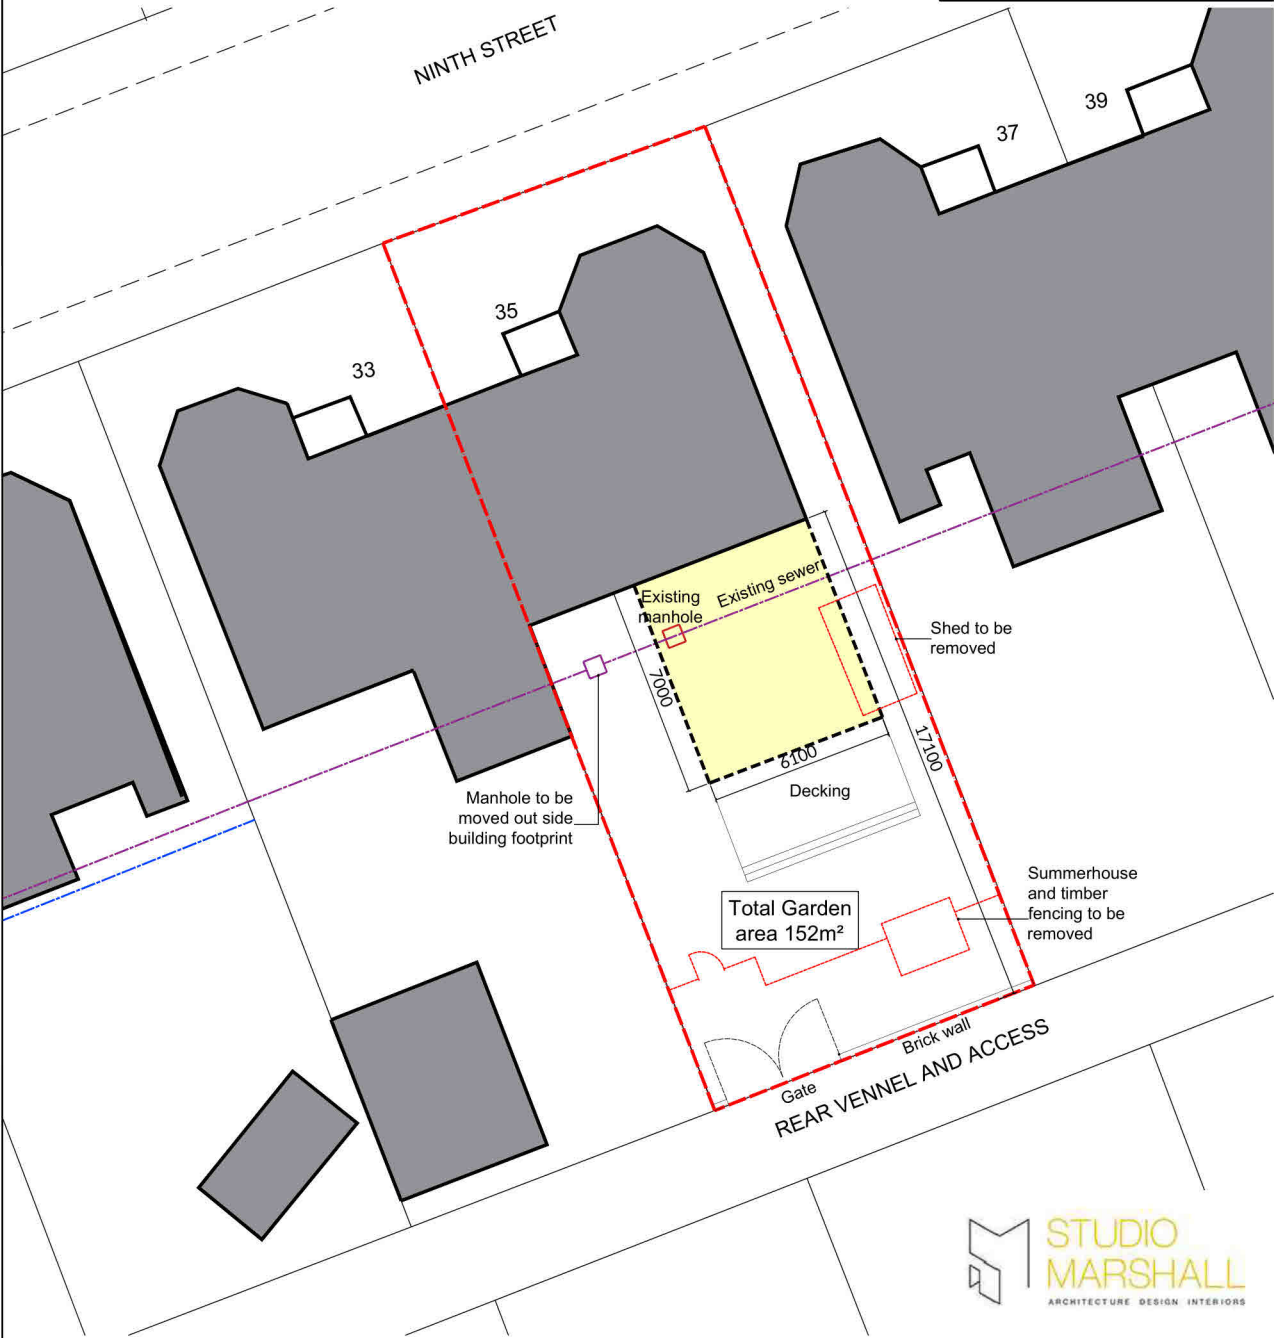 NINTH STREET
39
37
35
33
Existing sewer
Existing
manhole
Shed to be
removed
7000
17100
6100
Decking
Manhole to be
moved out side
building footprint
Summerhouse
and timber
fencing to be
removed
Total Garden
area 152m²
Brick wall
Gate
REAR VENNEL AND ACCESS
STUDIO
MARSHALL
ARCHITECTURE DESIGN INTERIORS